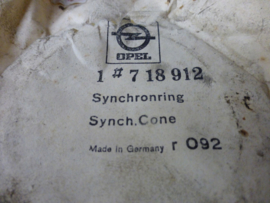 OPEL
1 # 7 18 912
Synchronring
Synch.Cone
Made in Germany r 092